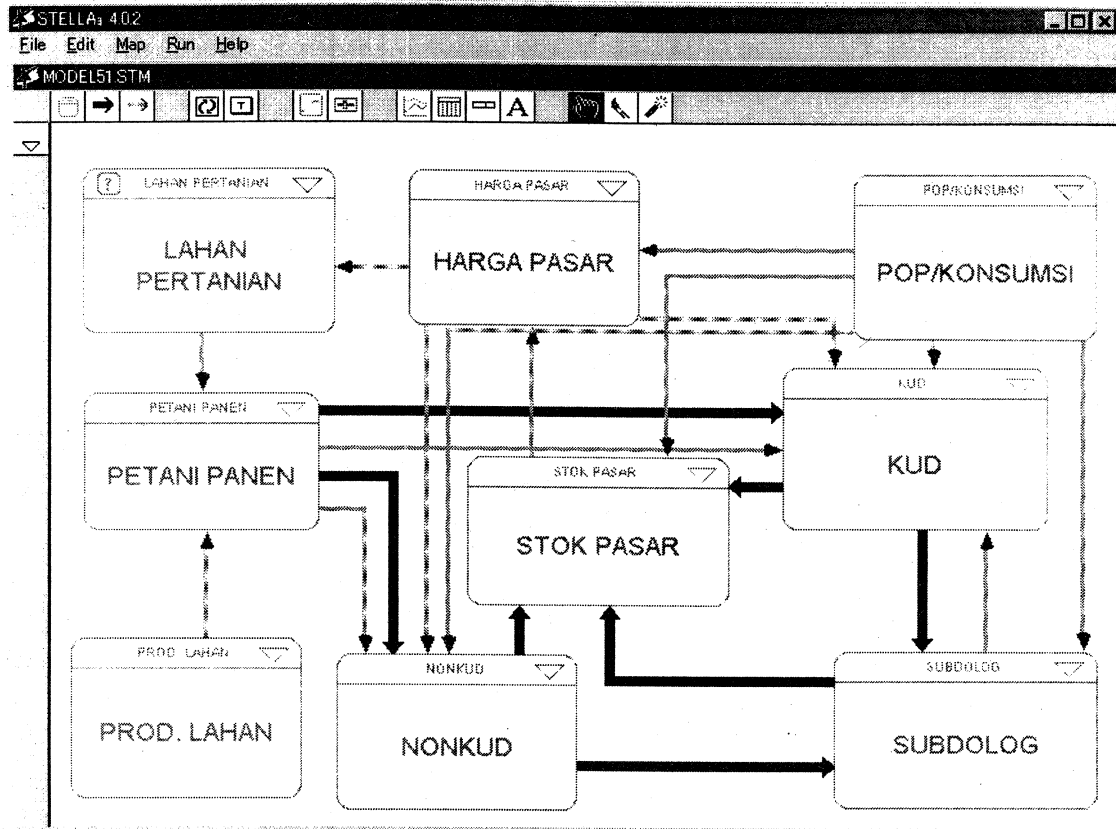 STELLA® 4.0.2
File Edit Map Run Help
MODEL51.STM
T
A
? LAHAN PERTANIAN
LAHAN
PERTANIAN
HARGA PASAR
HARGA PASAR
POP/KONSUMSI
POP/KONSUMSI
PETANI PANEN
PETANI PANEN
KUD
KUD
STOK PASAR
STOK PASAR
PROD. LAHAN
PROD. LAHAN
NONKUD
NONKUD
SUBDOLOG
SUBDOLOG